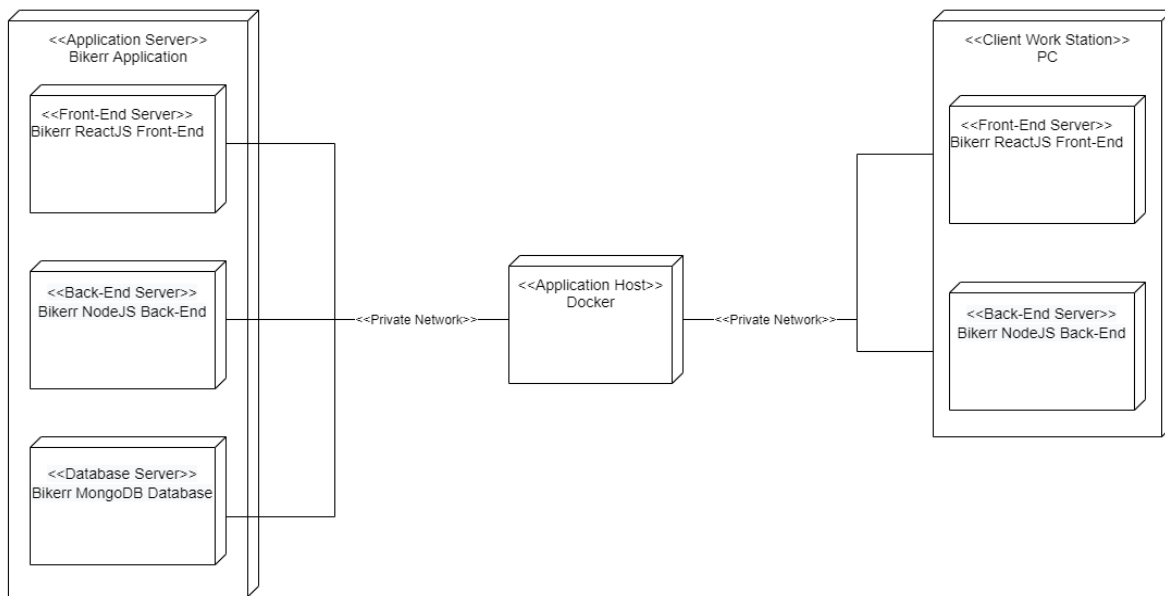 <<Application Server>>
Bikerr Application
<<Front-End Server>>
Bikerr ReactJS Front-End
<<Back-End Server>>
Bikerr NodeJS Back-End
<<Database Server>>
Bikerr MongoDB Database
<<Private Network>>
<<Application Host>>
Docker
<<Private Network>>
<<Client Work Station>>
PC
<<Front-End Server>>
Bikerr ReactJS Front-End
<<Back-End Server>>
Bikerr NodeJS Back-End